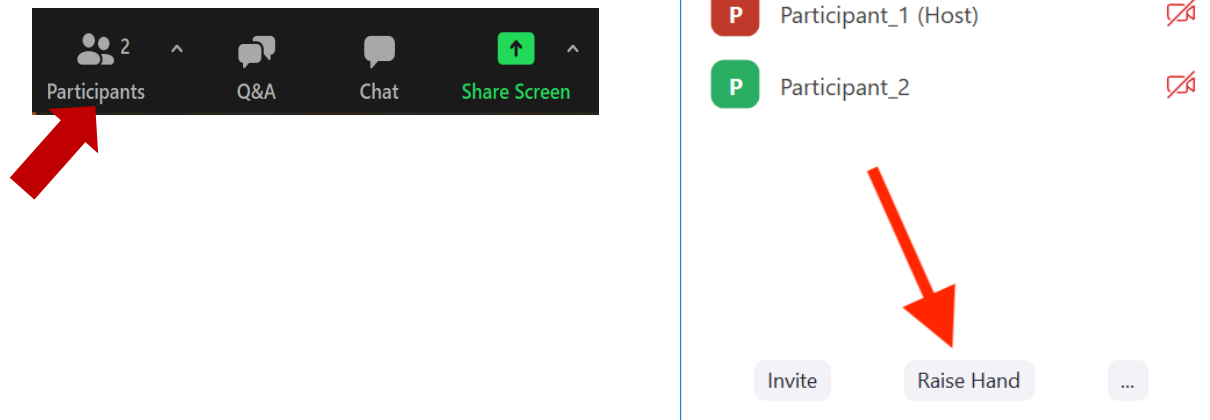 2
Participants
Q&A
Chat
Share Screen
P
Participant_1 (Host)
P
Participant_2
Invite
Raise Hand
...